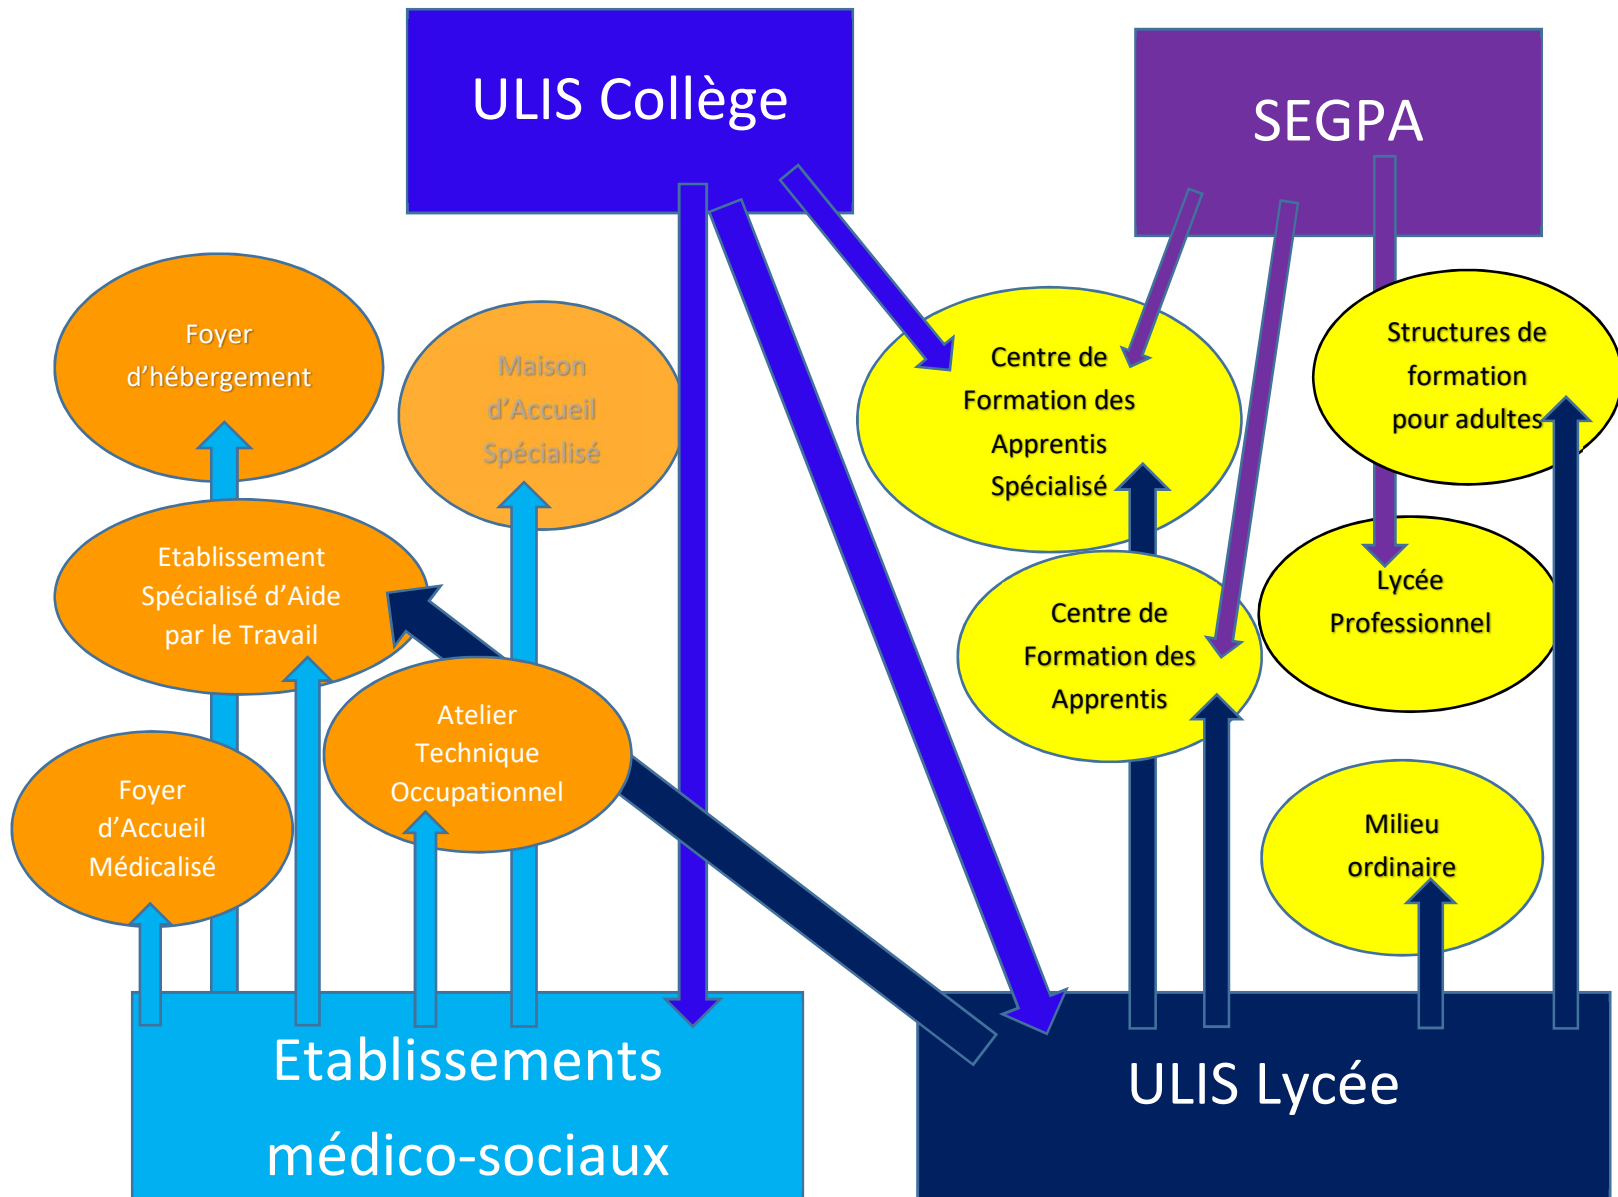 ULIS Collège
SEGPA
Foyer
d’hébergement
Maison
d’Accueil
Spécialisé
Centre de
Formation des
Apprentis
Spécialisé
Structures de
formation
pour adultes
Etablissement
Spécialisé d’Aide
par le Travail
Centre de
Formation des
Apprentis
Lycée
Professionnel
Atelier
Technique
Occupationnel
Foyer
d’Accueil
Médicalisé
Milieu
ordinaire
Etablissements
médico-sociaux
ULIS Lycée